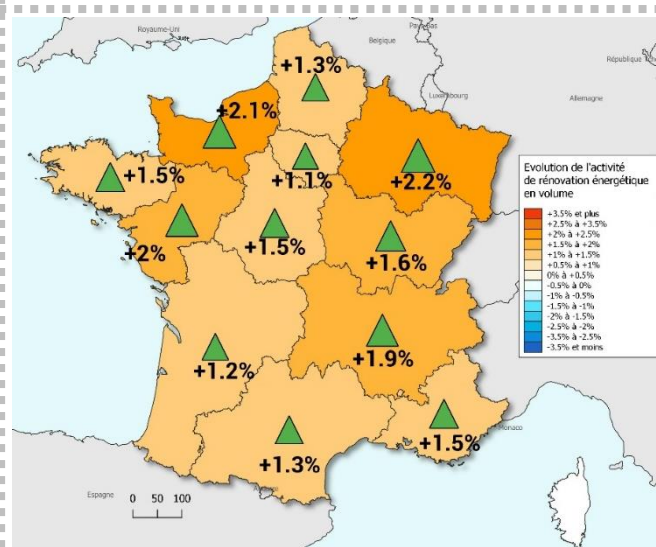 Royaume-Uni
Pays-Bas
Belgique
+1.3%
République Tch
Luxembourg
Allemagne
+2.1%
+1.5%
+1.1%
+2.2%
Evolution de l'activité
de rénovation énergétique
en volume
+3.5% et plus
+2.5% à +3.5%
+2% à +2.5%
+1.5% à +2%
+1% à +1.5%
+0.5% à +1%
0% à +0.5%
-0.5% à 0%
-1% à -0.5%
-1.5% à -1%
-2% à -1.5%
-2.5% à -2%
-3.5% à -2.5%
-3.5% et moins
+2%
+1.5%
+1.6%
+1.9%
+1.2%
+1.5%
Monaco
+1.3%
Espagne
0 50 100